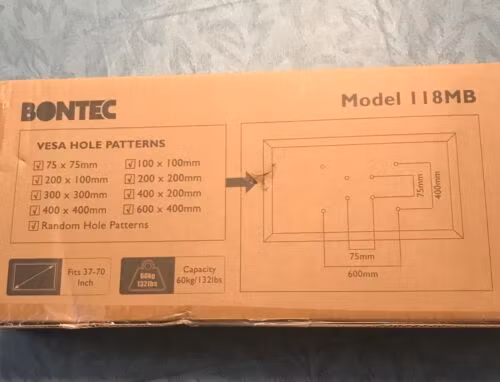 BONTEC
Model 118MB
VESA HOLE PATTERNS
75 x 75mm
100 x 100mm
200 x 100mm
200 x 200mm
300 x 300mm
400 x 200mm
400 x 400mm
600 x 400mm
Random Hole Patterns
75mm
400mm
75mm
600mm
Fits 37-70
Inch
60kg
132lbs
Capacity
60kg/132lbs